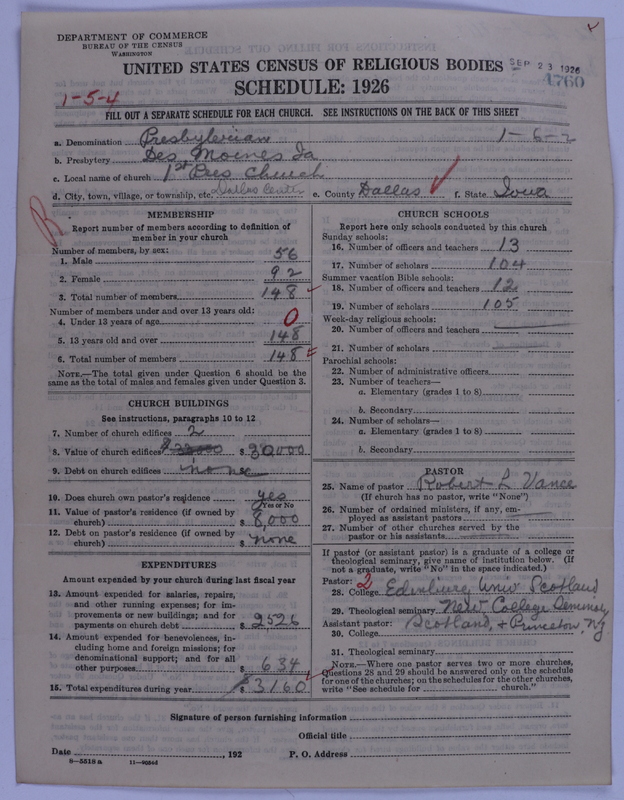 DEPARTMENT OF COMMERCE
BUREAU OF THE CENSUS
WASHINGTON
UNITED STATES CENSUS OF RELIGIOUS BODIES
SEP 23 1926
1760
SCHEDULE: 1926
1-5-4
FILL OUT A SEPARATE SCHEDULE FOR EACH CHURCH. SEE INSTRUCTIONS ON THE BACK OF THIS SHEET
a. Denomination Presbyterian 1-6-2
b. Presbytery Des Moines Ia
c. Local name of church 1st Pres Church
d. City, town, village, or township, etc. Dallas Center e. County Dallas f. State Iowa
MEMBERSHIP
Report number of members according to definition of
member in your church
Number of members, by sex:
1. Male 56
2. Female 92
3. Total number of members 148
Number of members under and over 13 years old:
4. Under 13 years of age 0
5. 13 years old and over 148
6. Total number of members 148
NOTE.—The total given under Question 6 should be the
same as the total of males and females given under Question 3.
CHURCH BUILDINGS
See instructions, paragraphs 10 to 12
7. Number of church edifices 2
8. Value of church edifices $ 30,000
9. Debt on church edifices none
10. Does church own pastor's residence yes
Yes or No
11. Value of pastor's residence (if owned by
church) $ 8,000
12. Debt on pastor's residence (if owned by
church) $ none
EXPENDITURES
Amount expended by your church during last fiscal year
13. Amount expended for salaries, repairs,
and other running expenses; for im-
provements or new buildings; and for
payments on church debt $ 2526
14. Amount expended for benevolences, in-
cluding home and foreign missions; for
denominational support; and for all
other purposes $ 634
15. Total expenditures during year $ 3160
CHURCH SCHOOLS
Report here only schools conducted by this church
Sunday schools:
16. Number of officers and teachers 13
17. Number of scholars 104
Summer vacation Bible schools:
18. Number of officers and teachers 12
19. Number of scholars 105
Week-day religious schools:
20. Number of officers and teachers
21. Number of scholars
Parochial schools:
22. Number of administrative officers
23. Number of teachers—
a. Elementary (grades 1 to 8)
b. Secondary
24. Number of scholars—
a. Elementary (grades 1 to 8)
b. Secondary
PASTOR
25. Name of pastor Robert L Vance
(If church has no pastor, write "None")
26. Number of ordained ministers, if any, em-
ployed as assistant pastors
27. Number of other churches served by the
pastor or his assistants
If pastor (or assistant pastor) is a graduate of a college or
theological seminary, give name of institution below. (If
not a graduate, write "No" in the space indicated.)
Pastor: 2
28. College Edinburg Univ Scotland
29. Theological seminary New College Seminary
Assistant pastor: Scotland, & Princeton, NJ
30. College
31. Theological seminary
NOTE.—Where one pastor serves two or more churches,
Questions 28 and 29 should be answered only on the schedule
for one of the churches; on the schedules for the other churches,
write "See schedule for church."
Signature of person furnishing information
Official title
Date , 192 P. O. Address
8—5518a 11—9056d